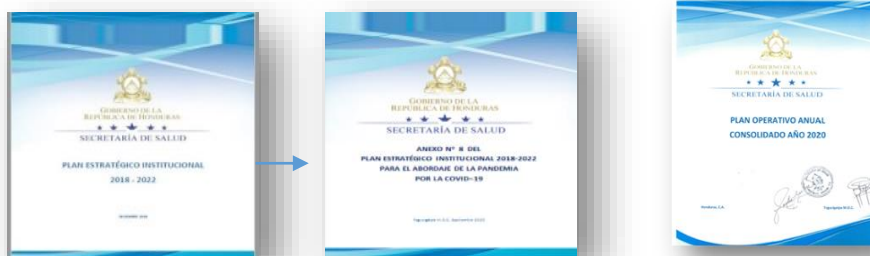 GOBIERNO DE LA
REPÚBLICA DE HONDURAS
SECRETARÍA DE SALUD
PLAN ESTRATÉGICO INSTITUCIONAL
2018 - 2022
GOBIERNO DE LA
REPÚBLICA DE HONDURAS
SECRETARÍA DE SALUD
ANEXO N° 8 DEL
PLAN ESTRATÉGICO INSTITUCIONAL 2018-2022
PARA EL ABORDAJE DE LA PANDEMIA
POR LA COVID-19
GOBIERNO DE LA
REPÚBLICA DE HONDURAS
SECRETARÍA DE SALUD
PLAN OPERATIVO ANUAL
CONSOLIDADO AÑO 2020